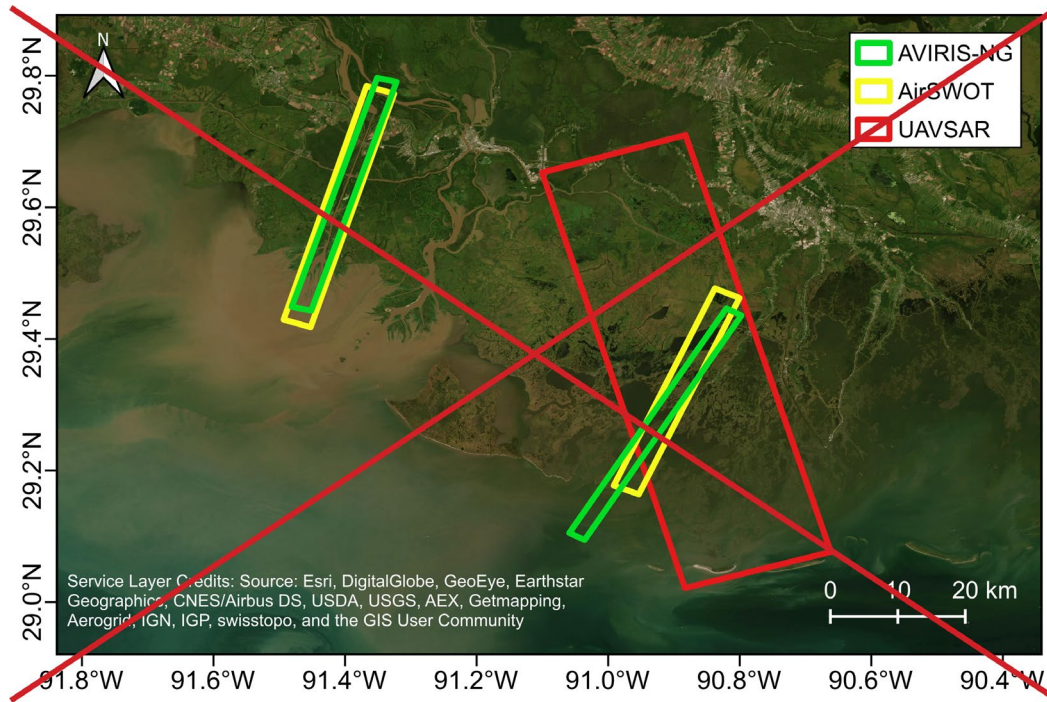 N
AVIRIS-NG
AirSWOT
UAVSAR
29.8°N
29.6°N
29.4°N
29.2°N
29.0°N
Service Layer Credits: Source: Esri, DigitalGlobe, GeoEye, Earthstar
Geographics, CNES/Airbus DS, USDA, USGS, AEX, Getmapping,
Aerogrid, IGN, IGP, swisstopo, and the GIS User Community
0 10 20 km
91.8°W 91.6°W 91.4°W 91.2°W 91.0°W 90.8°W 90.6°W 90.4°W